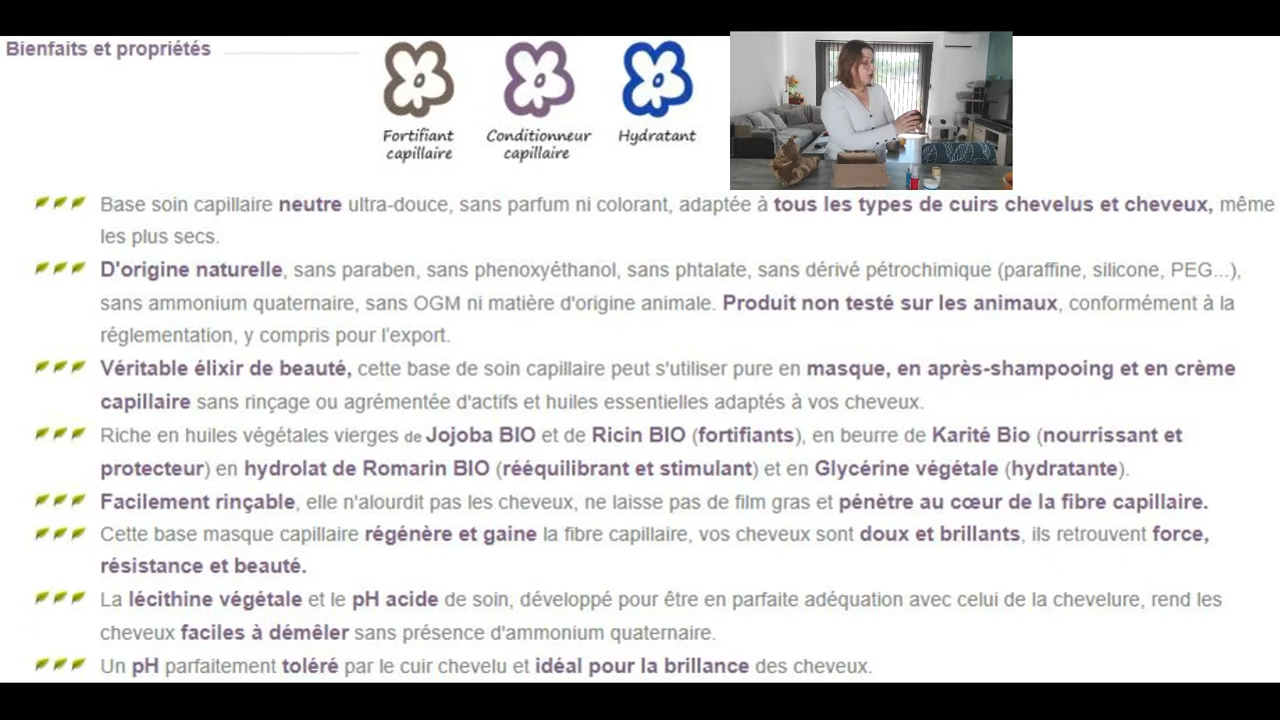 Bienfaits et propriétés
Fortifiant
capillaire
Conditionneur
capillaire
Hydratant
Base soin capillaire neutre ultra-douce, sans parfum ni colorant, adaptée à tous les types de cuirs chevelus et cheveux, même
les plus secs.
D'origine naturelle, sans paraben, sans phenoxyéthanol, sans phtalate, sans dérivé pétrochimique (paraffine, silicone, PEG...),
sans ammonium quaternaire, sans OGM ni matière d'origine animale. Produit non testé sur les animaux, conformément à la
réglementation, y compris pour l'export.
Véritable élixir de beauté, cette base de soin capillaire peut s'utiliser pure en masque, en après-shampooing et en crème
capillaire sans rinçage ou agrémentée d'actifs et huiles essentielles adaptés à vos cheveux.
Riche en huiles végétales vierges de Jojoba BIO et de Ricin BIO (fortifiants), en beurre de Karité Bio (nourrissant et
protecteur) en hydrolat de Romarin BIO (rééquilibrant et stimulant) et en Glycérine végétale (hydratante).
Facilement rinçable, elle n'alourdit pas les cheveux, ne laisse pas de film gras et pénètre au cœur de la fibre capillaire.
Cette base masque capillaire régénère et gaine la fibre capillaire, vos cheveux sont doux et brillants, ils retrouvent force,
résistance et beauté.
La lécithine végétale et le pH acide de soin, développé pour être en parfaite adéquation avec celui de la chevelure, rend les
cheveux faciles à démêler sans présence d'ammonium quaternaire.
Un pH parfaitement toléré par le cuir chevelu et idéal pour la brillance des cheveux.